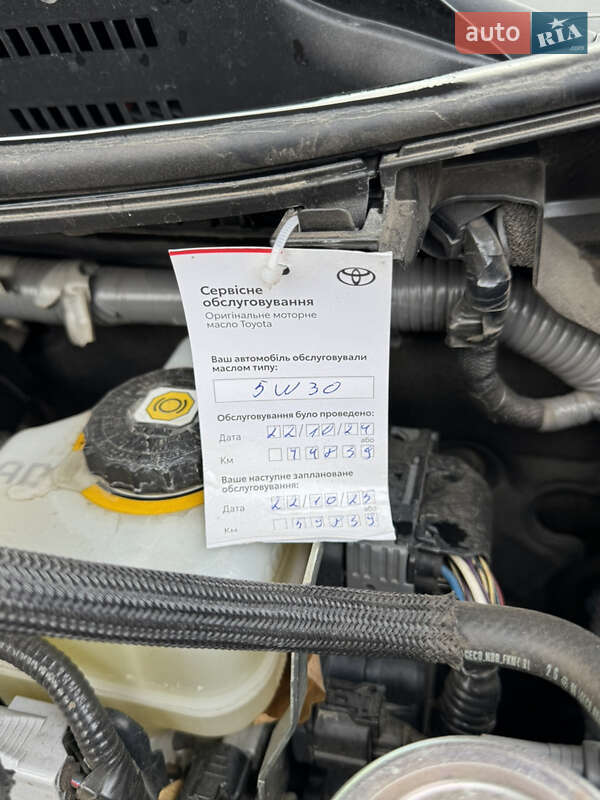 auto RIA
Сервісне
обслуговування
Оригінальне моторне
масло Toyota
Ваш автомобіль обслуговували
маслом типу:
5W30
Обслуговування було проведено:
Дата 22/10/24
або
Км
Ваше наступне заплановане
обслуговування:
Дата 22/10/25
або
Км